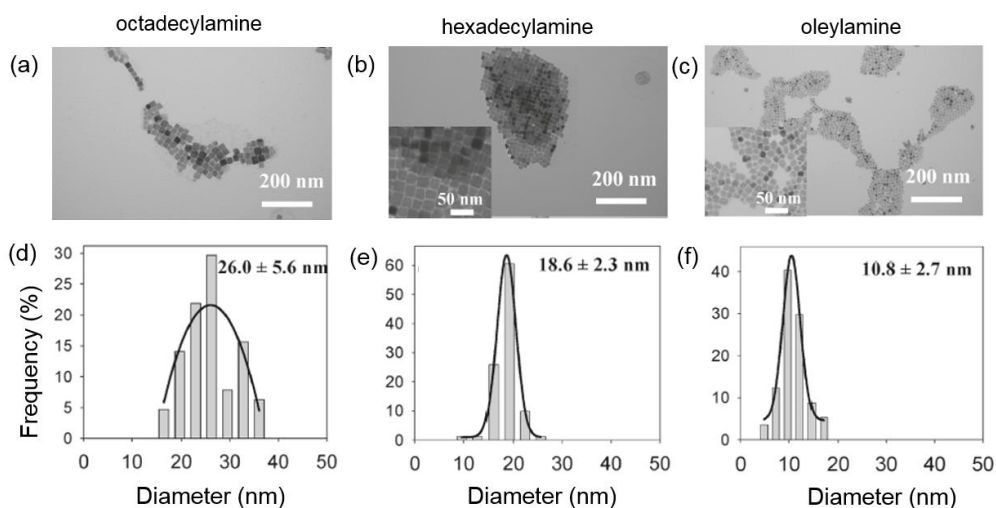 octadecylamine
hexadecylamine
oleylamine
(a)
200 nm
(b)
50 nm
200 nm
(c)
50 nm
200 nm
(d)
26.0 ± 5.6 nm
Frequency (%)
30
25
20
15
10
5
0
0 10 20 30 40 50
Diameter (nm)
(e)
18.6 ± 2.3 nm
60
50
40
30
20
10
0
0 10 20 30 40 50
Diameter (nm)
(f)
10.8 ± 2.7 nm
40
30
20
10
0
0 10 20 30 40 50
Diameter (nm)